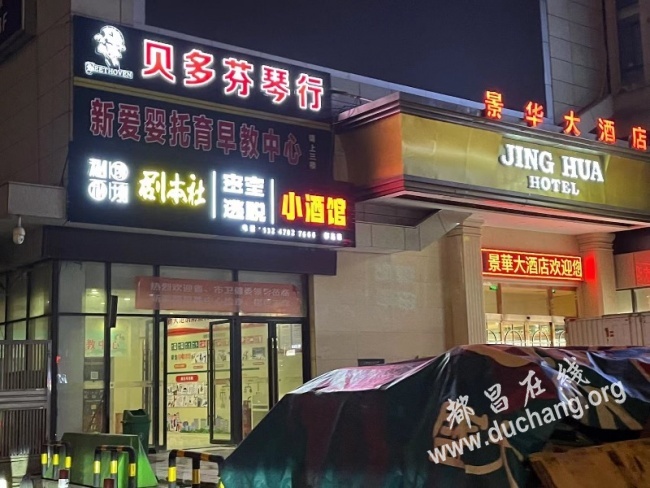 BEETHOVEN
贝多芬琴行
新爱婴托育早教中心
请上三楼
剧本社
密室
逃脱
小酒馆
景华大酒店
JING HUA
HOTEL
景華大酒店欢迎您
都昌在线
www.duchang.org